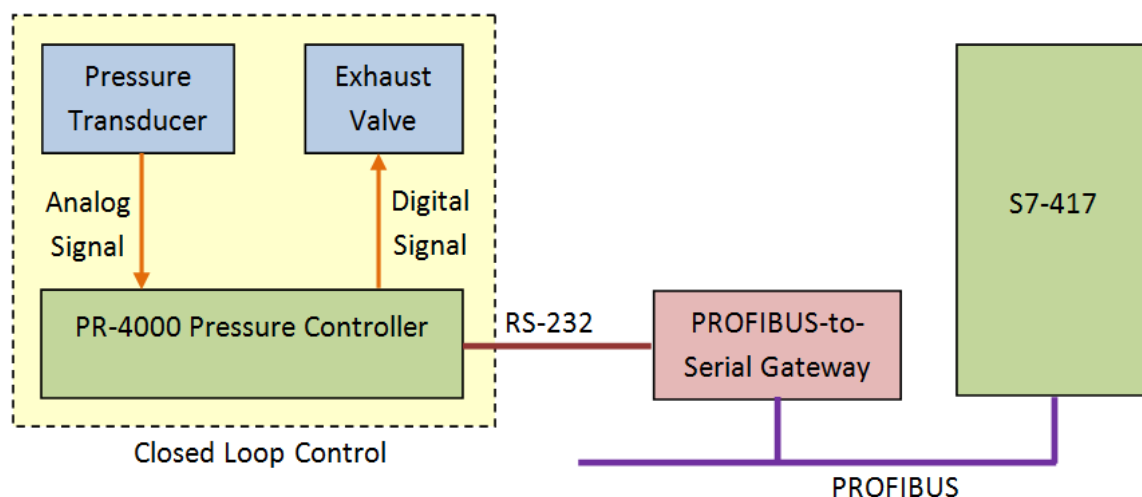 Pressure
Transducer
Exhaust
Valve
S7-417
Analog
Signal
Digital
Signal
PR-4000 Pressure Controller
RS-232
PROFIBUS-to-
Serial Gateway
Closed Loop Control
PROFIBUS